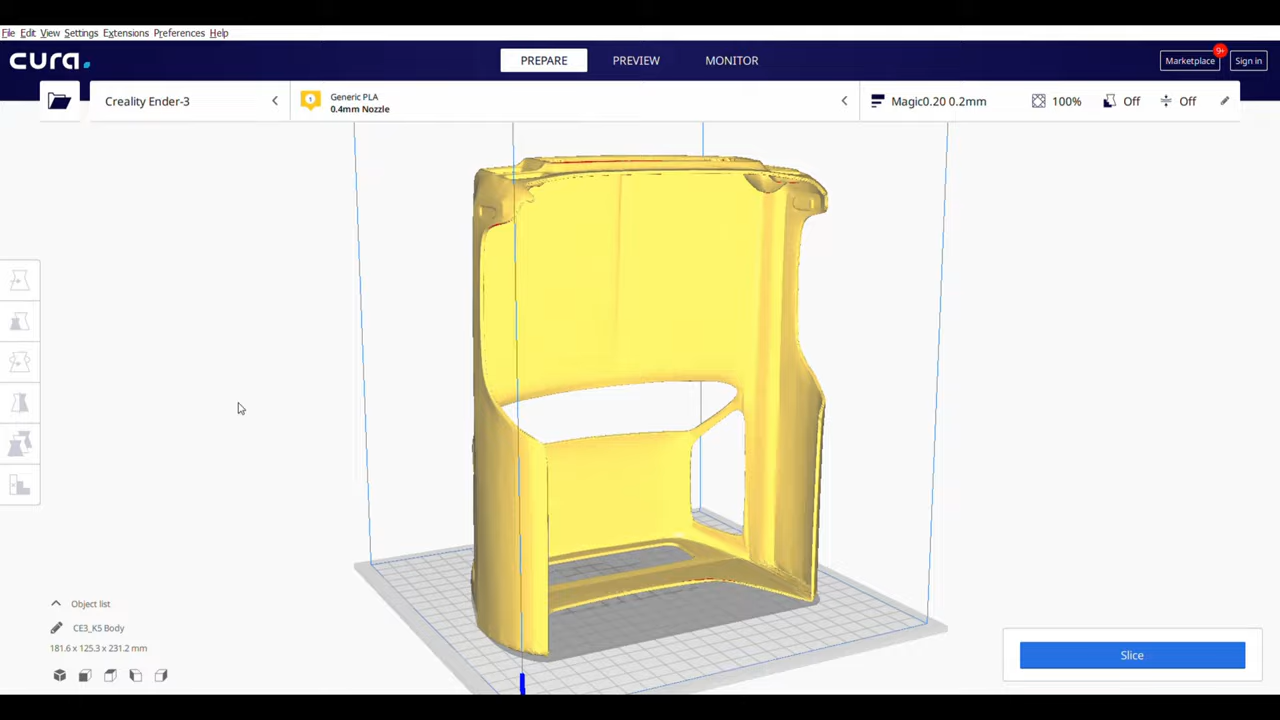 File Edit View Settings Extensions Preferences Help
cura.
PREPARE PREVIEW MONITOR
Marketplace 9+ Sign in
Creality Ender-3
1 Generic PLA
0.4mm Nozzle
Magic0.20 0.2mm 100% Off Off
Object list
CE3_K5 Body
181.6 x 125.3 x 231.2 mm
Slice